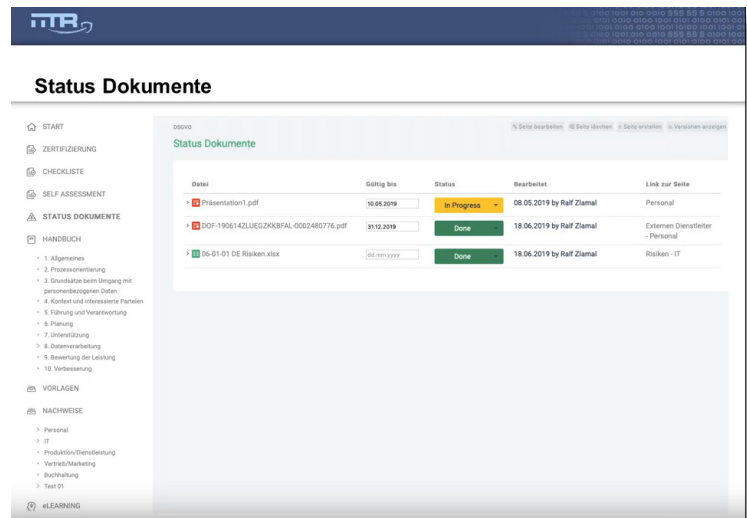 Status Dokumente
START
ZERTIFIZIERUNG
CHECKLISTE
SELF ASSESSMENT
STATUS DOKUMENTE
HANDBUCH
1. Allgemeines
2. Prozessorientierung
3. Grundsätze beim Umgang mit
personenbezogenen Daten
4. Kontext und interessierte Parteien
5. Führung und Verantwortung
6. Planung
7. Unterstützung
8. Datenverarbeitung
9. Bewertung der Leistung
10. Verbesserung
VORLAGEN
NACHWEISE
Personal
IT
Produktion/Dienstleistung
Vertrieb/Marketing
Buchhaltung
Test 01
eLEARNING
DSGVO
Seite bearbeiten Seite löschen Seite erstellen Versionen anzeigen
Status Dokumente
Datei Gültig bis Status Bearbeitet Link zur Seite
Präsentation1.pdf 10.05.2019 In Progress 08.05.2019 by Ralf Zlamal Personal
DOF-190614ZLUEGZKKBFAL-0002480776.pdf 31.12.2019 Done 18.06.2019 by Ralf Zlamal Externen Dienstleiter
- Personal
06-01-01 DE Risiken.xlsx dd.mm.yyyy Done 18.06.2019 by Ralf Zlamal Risiken - IT